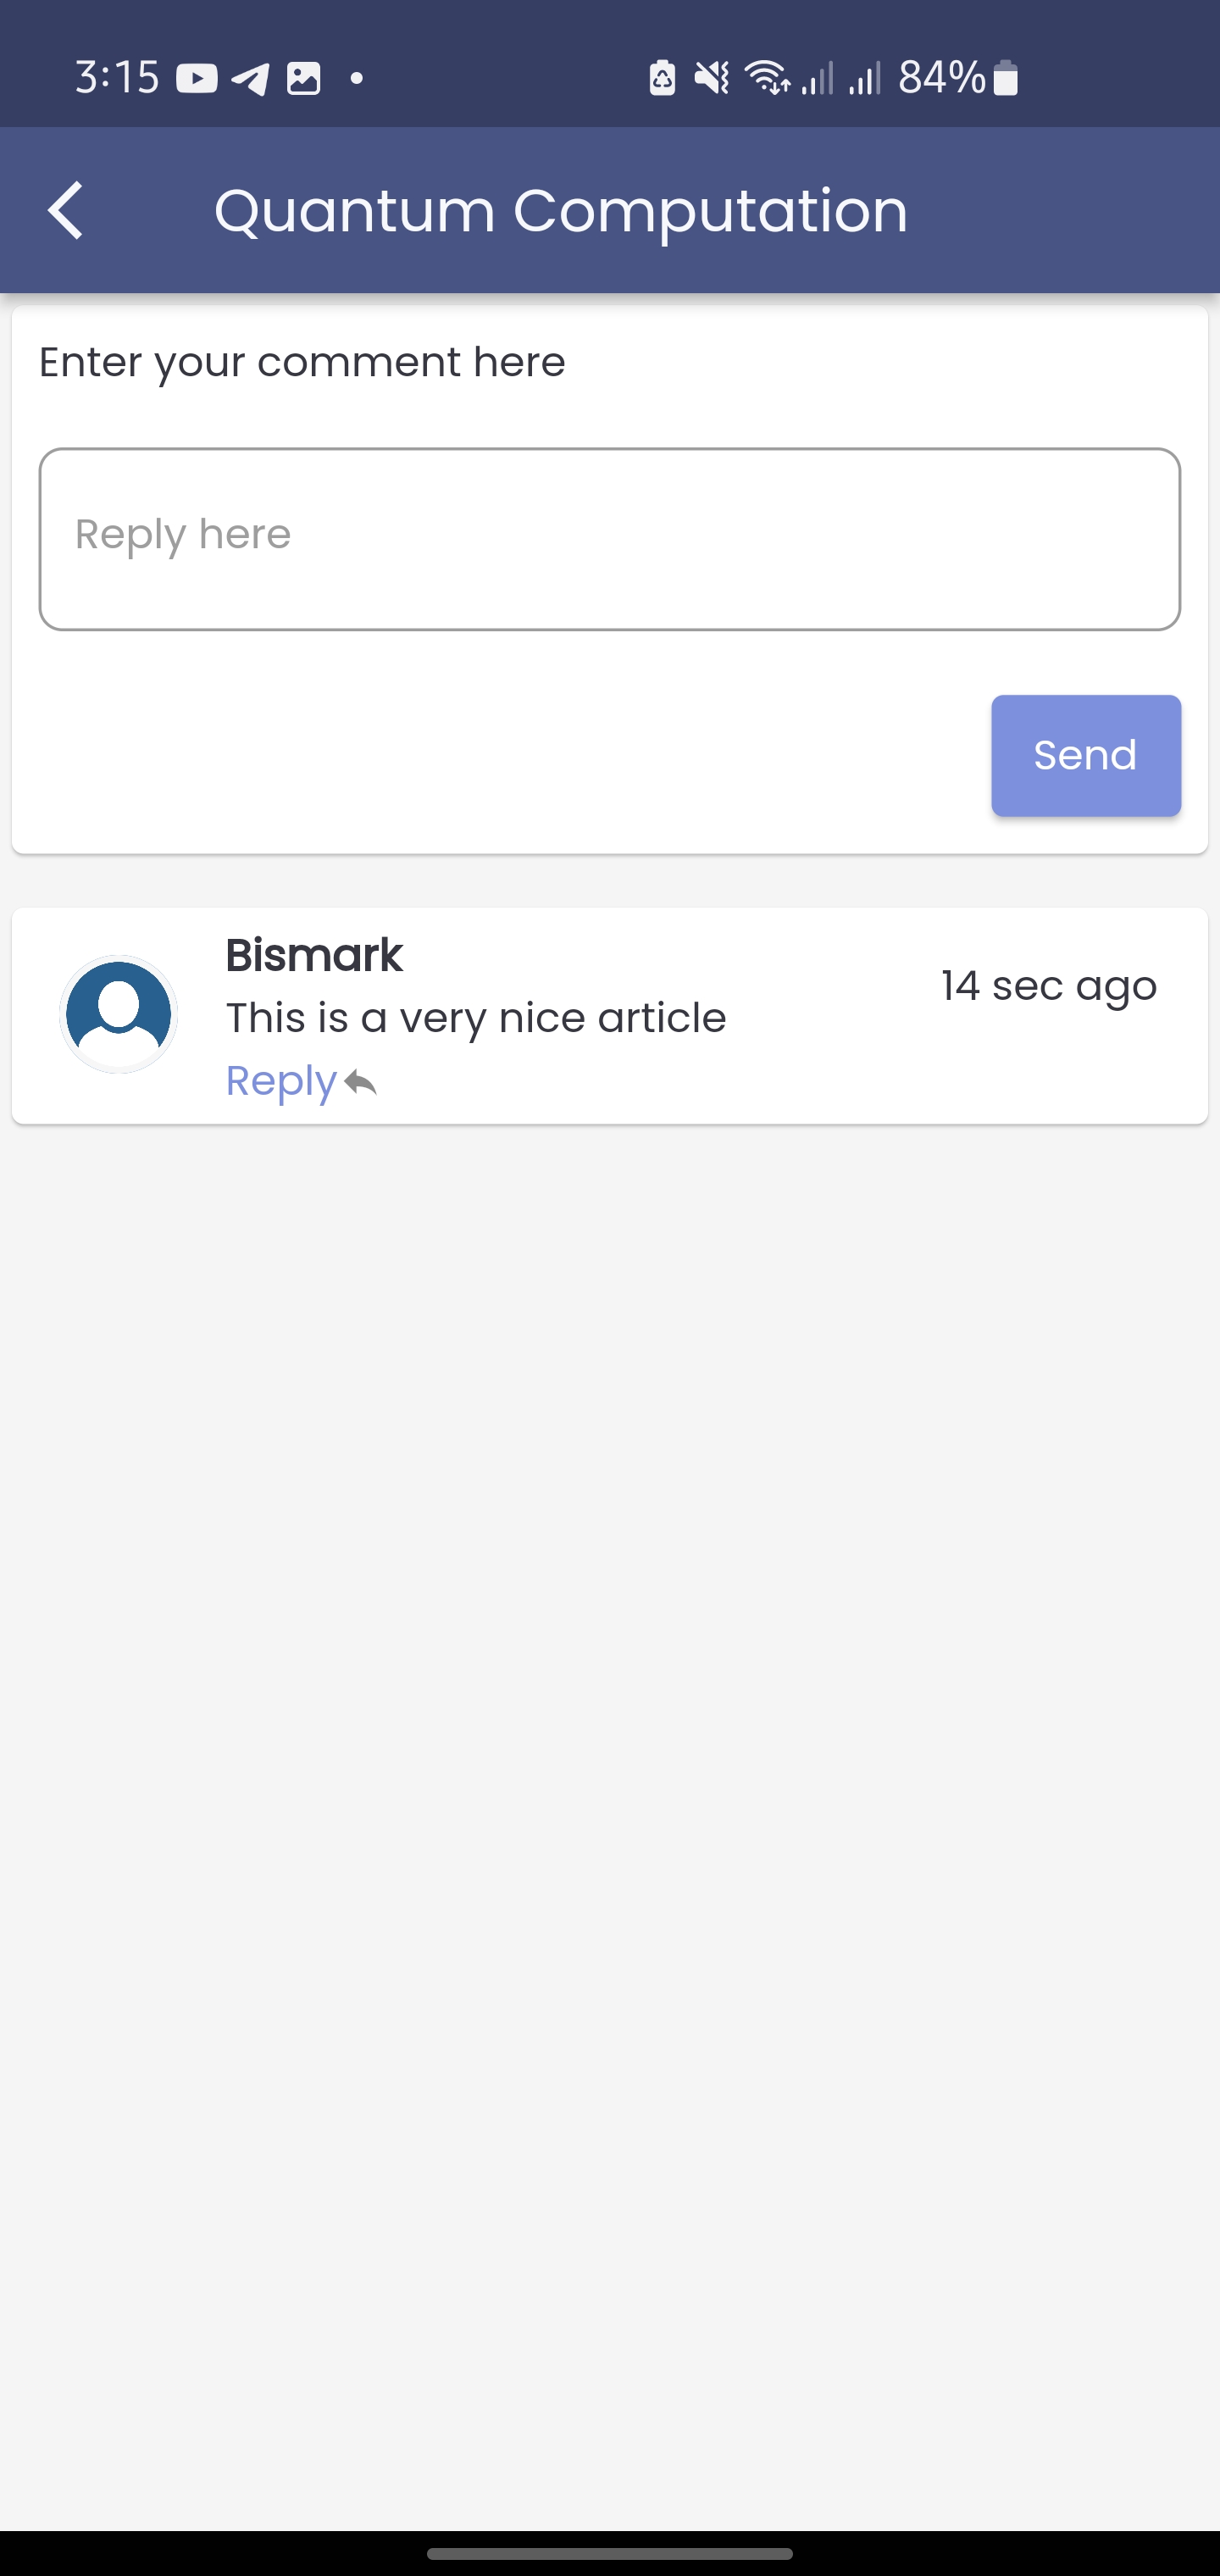 3:15 84%
Quantum Computation
Enter your comment here
Reply here
Send
Bismark
14 sec ago
This is a very nice article
Reply